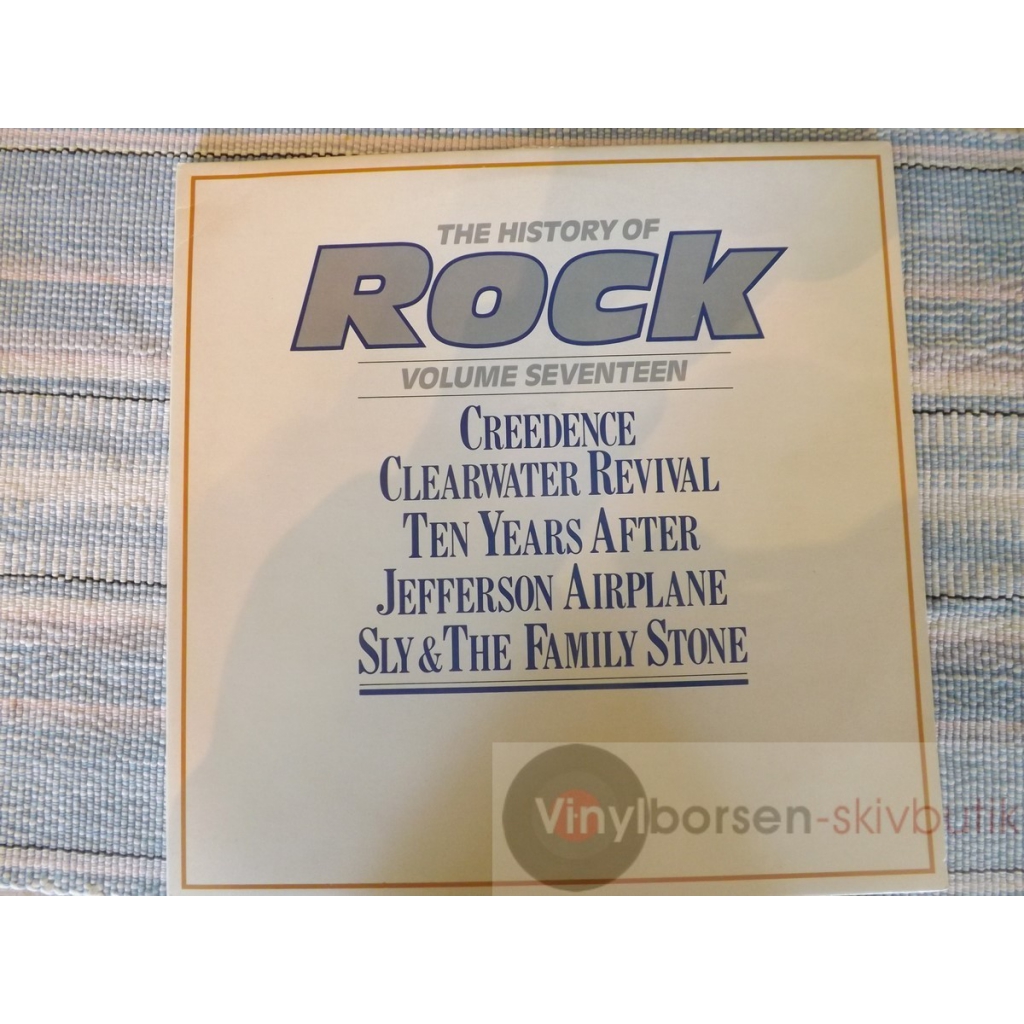 THE HISTORY OF
ROCK
VOLUME SEVENTEEN
CREEDENCE
CLEARWATER REVIVAL
TEN YEARS AFTER
JEFFERSON AIRPLANE
SLY & THE FAMILY STONE
Vinylborsen-skivbutik